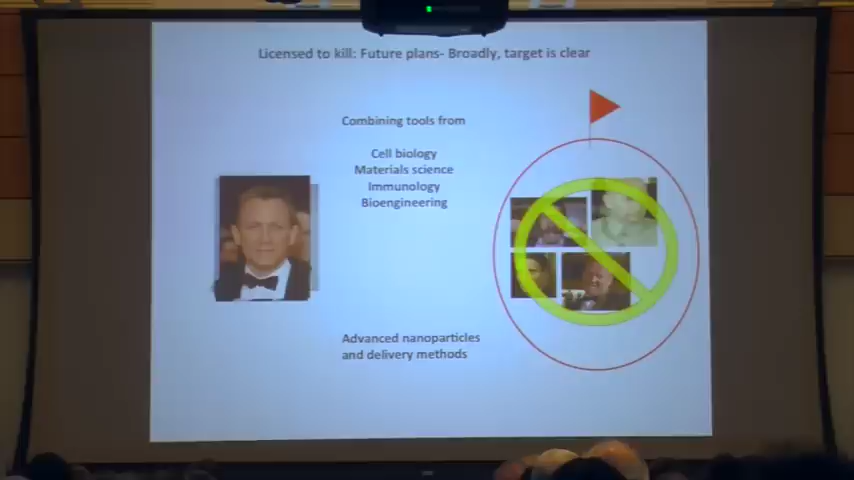 Licensed to kill: Future plans- Broadly, target is clear
Combining tools from
Cell biology
Materials science
Immunology
Bioengineering
Advanced nanoparticles
and delivery methods